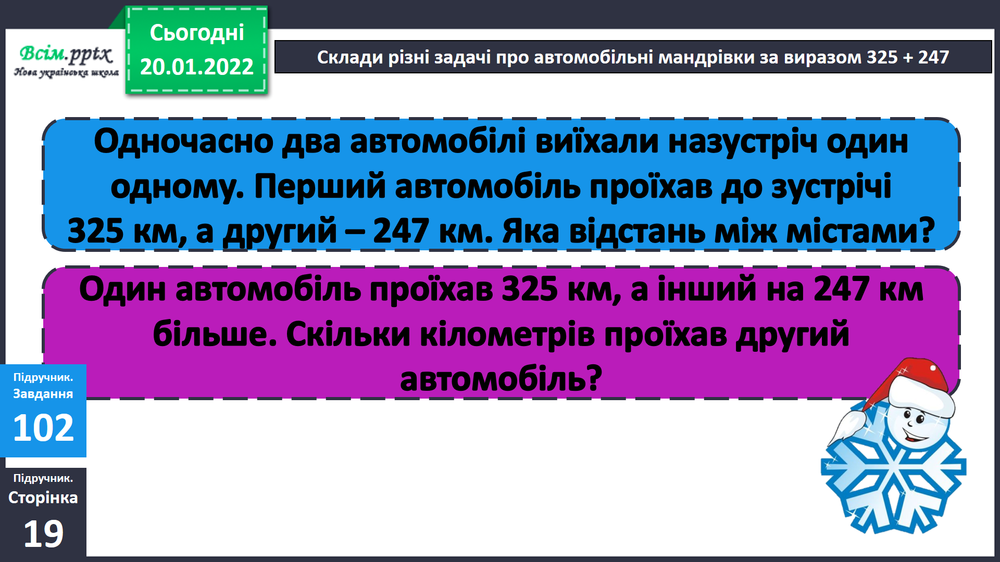 Всім.pptx
Нова українська школа
Сьогодні
20.01.2022
Склади різні задачі про автомобільні мандрівки за виразом 325 + 247
Одночасно два автомобілі виїхали назустріч один
одному. Перший автомобіль проїхав до зустрічі
325 км, а другий – 247 км. Яка відстань між містами?
Один автомобіль проїхав 325 км, а інший на 247 км
більше. Скільки кілометрів проїхав другий
автомобіль?
Підручник.
Завдання
102
Підручник.
Сторінка
19